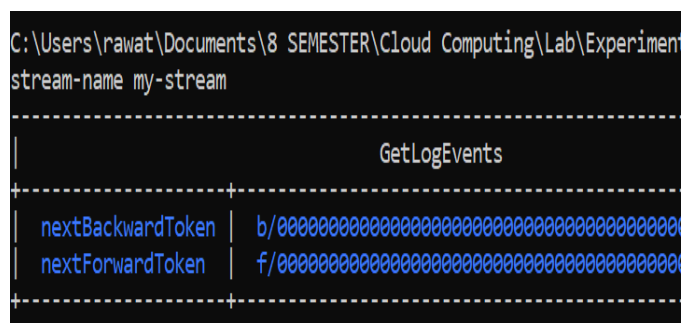 C:\Users\rawat\Documents\8 SEMESTER\Cloud Computing\Lab\Experiment
stream-name my-stream
GetLogEvents
nextBackwardToken | b/0000000000000000000000000000000000000000
nextForwardToken | f/0000000000000000000000000000000000000000